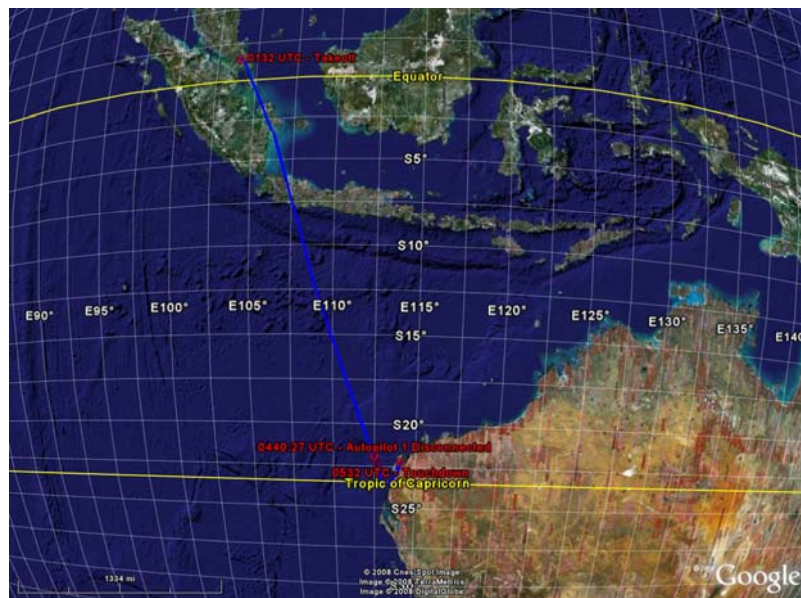 0132 UTC - Takeoff
Equator
S5°
S10°
E90° E95° E100° E105° E110° E115° E120° E125° E130° E135° E140
S15°
S20°
0440:27 UTC - Autopilot 1 Disconnected
0532 UTC - Touchdown
Tropic of Capricorn
S25°
1334 mi
© 2008 Cnes/Spot Image
Image © 2008 TerraMetrics
Image © 2008 DigitalGlobe
Google